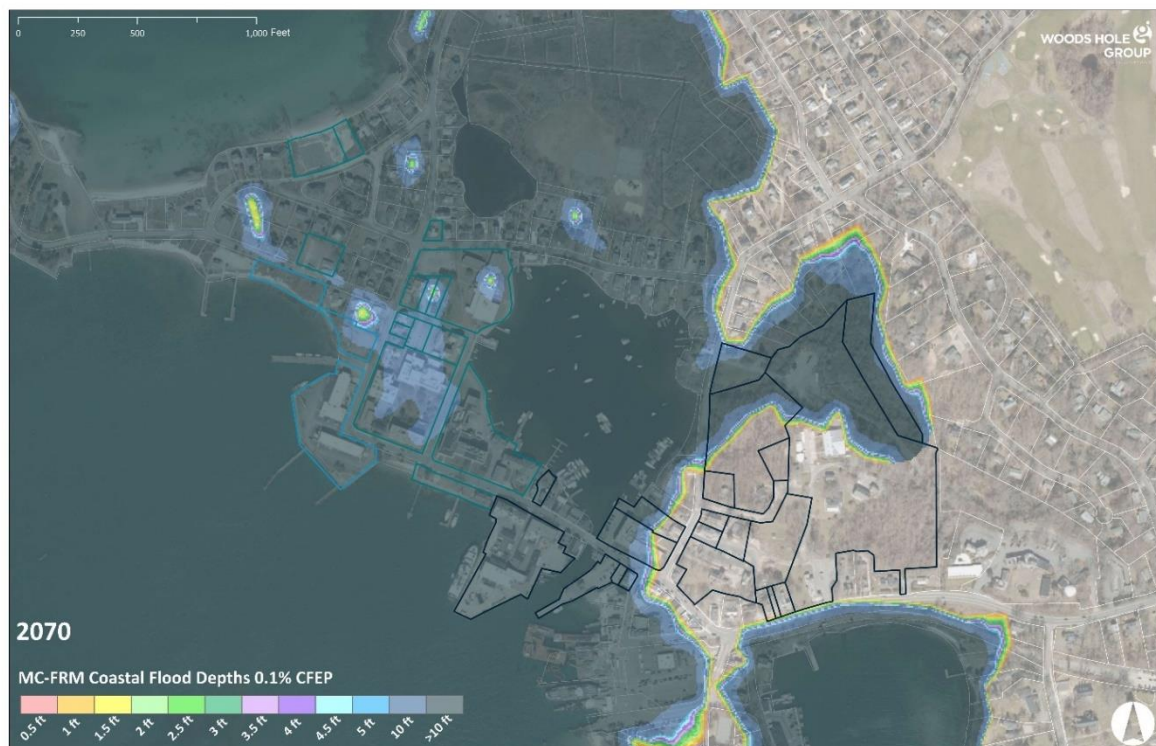 0 250 500 1,000 Feet
WOODS HOLE
GROUP
2070
MC-FRM Coastal Flood Depths 0.1% CFEP
0.5 ft 1 ft 1.5 ft 2 ft 2.5 ft 3 ft 3.5 ft 4 ft 4.5 ft 5 ft 10 ft >10 ft